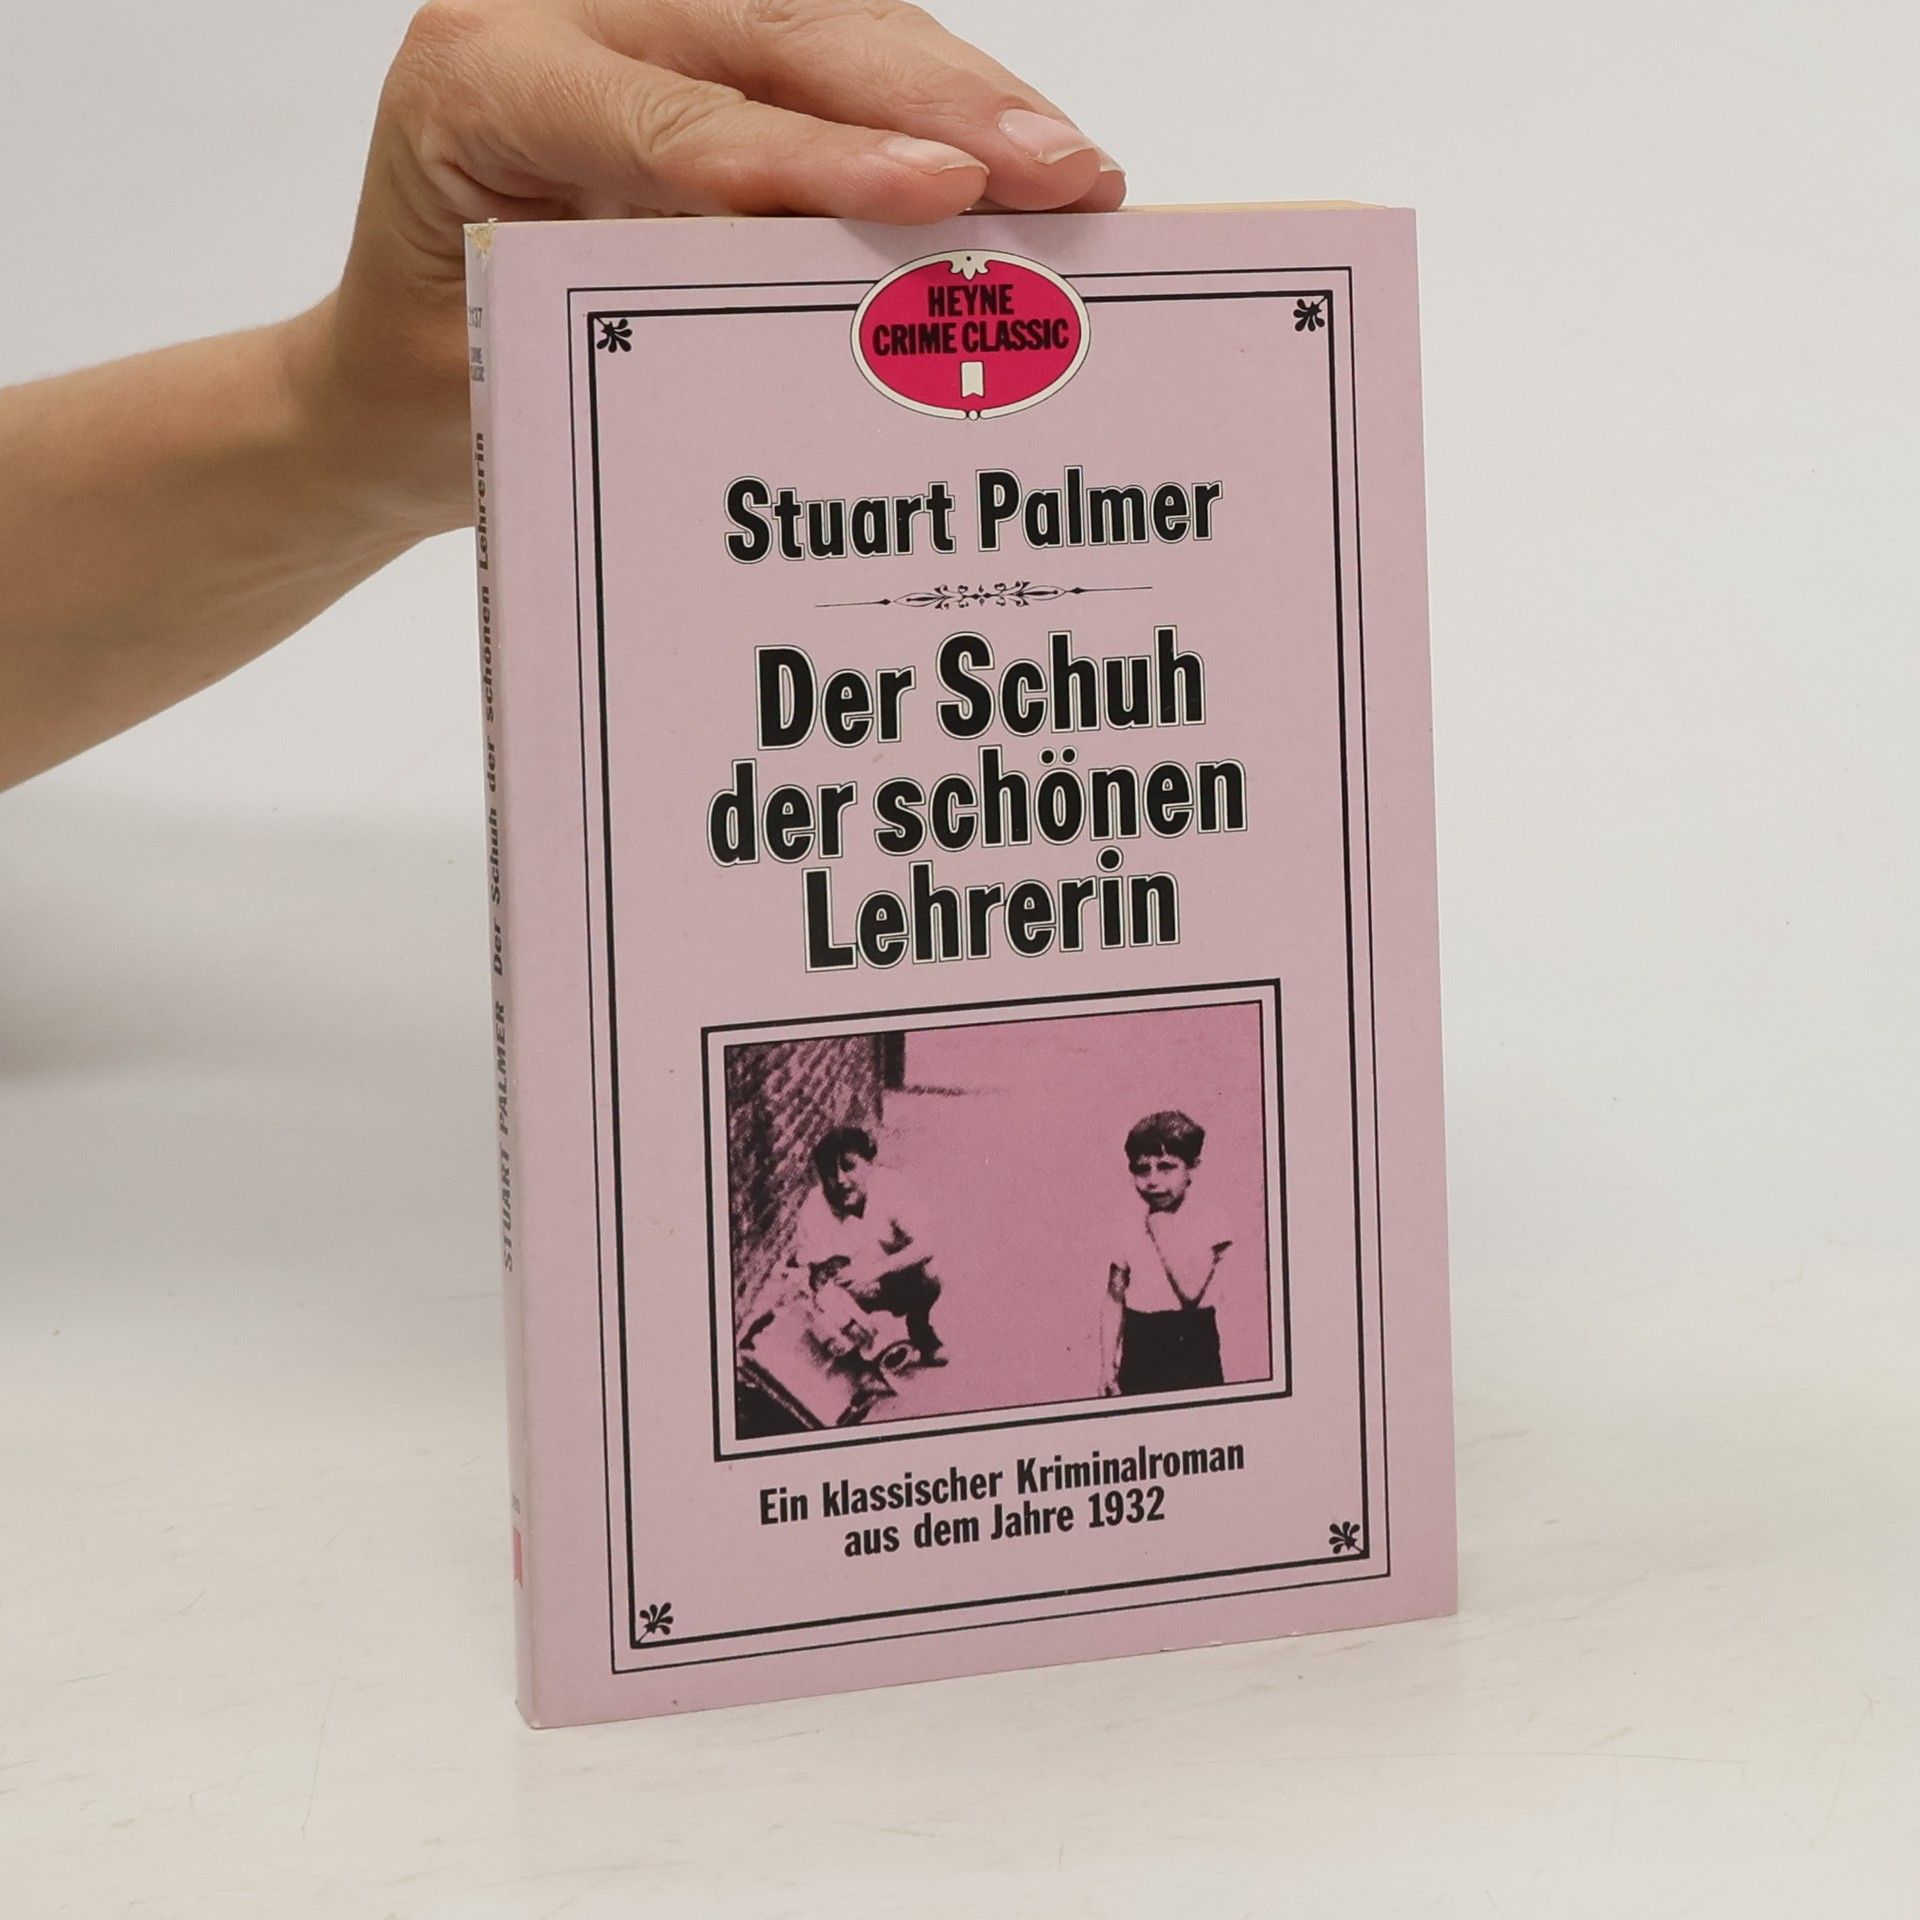 HEYNE
CRIME CLASSIC
Stuart Palmer
Der Schuh
der schönen
Lehrerin
Ein klassischer Kriminalroman
aus dem Jahre 1932
STUART PALMER Der Schuh der schönen Lehrerin